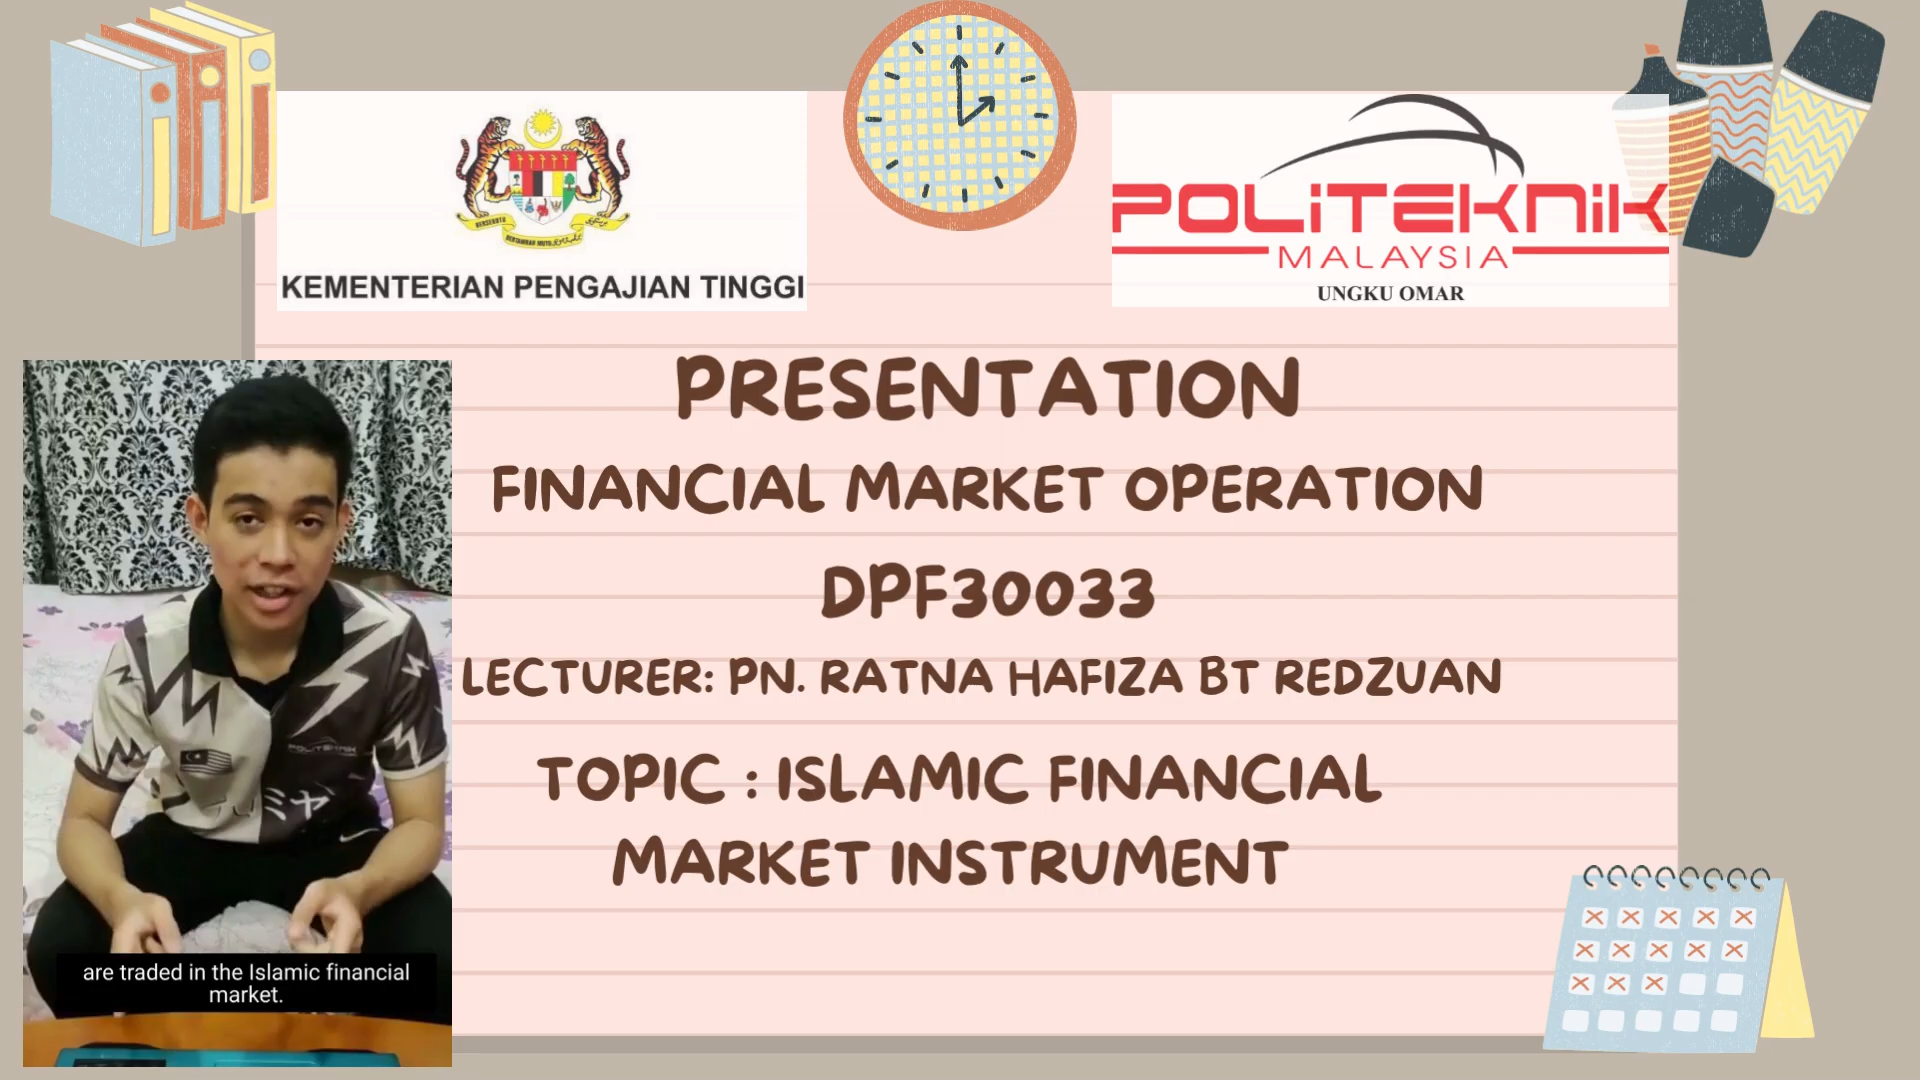 KEMENTERIAN PENGAJIAN TINGGI
POLITEKNIK
MALAYSIA
UNGKU OMAR
PRESENTATION
FINANCIAL MARKET OPERATION
DPF30033
LECTURER: PN. RATNA HAFIZA BT REDZUAN
TOPIC : ISLAMIC FINANCIAL
MARKET INSTRUMENT
POLITEKNIK
are traded in the Islamic financial
market.